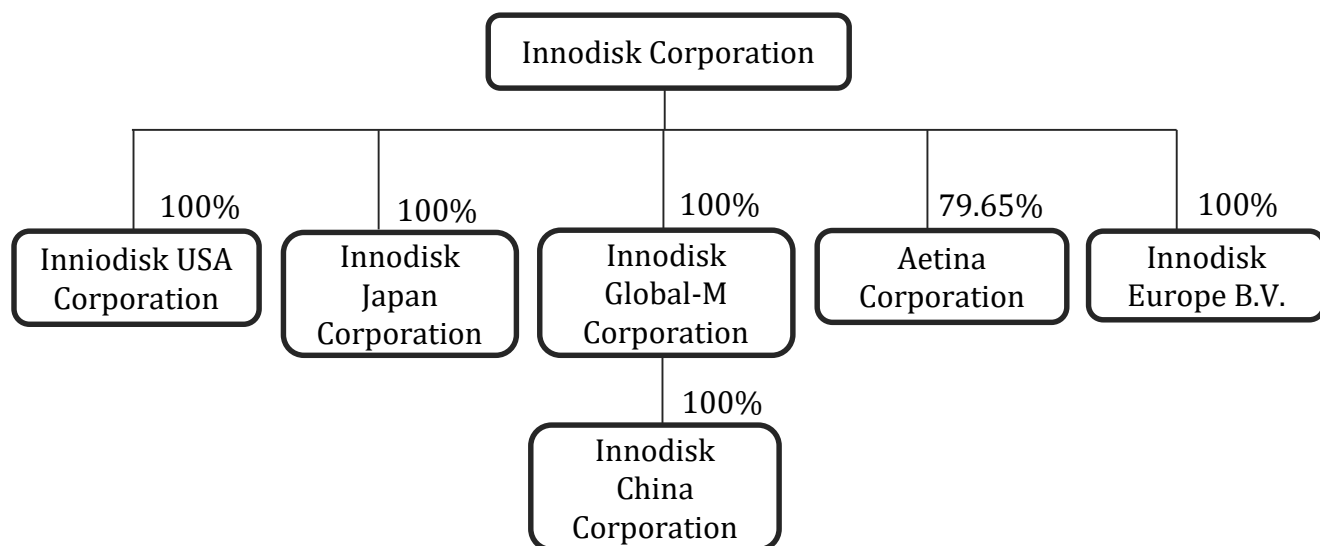 Innodisk Corporation
100%
100%
100%
79.65%
100%
Inniodisk USA
Corporation
Innodisk
Japan
Corporation
Innodisk
Global-M
Corporation
Aetina
Corporation
Innodisk
Europe B.V.
100%
Innodisk
China
Corporation